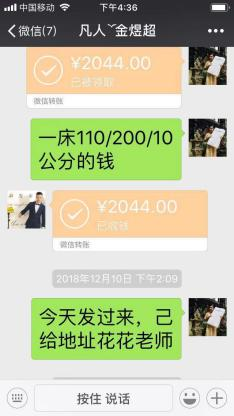 中国移动
下午4:36
微信(7)
凡人 金煜超
¥2044.00
已被领取
微信转账
一床110/200/10
公分的钱
¥2044.00
已收钱
微信转账
2018年12月10日 下午2:09
今天发过来，己
给地址花花老师
按住 说话